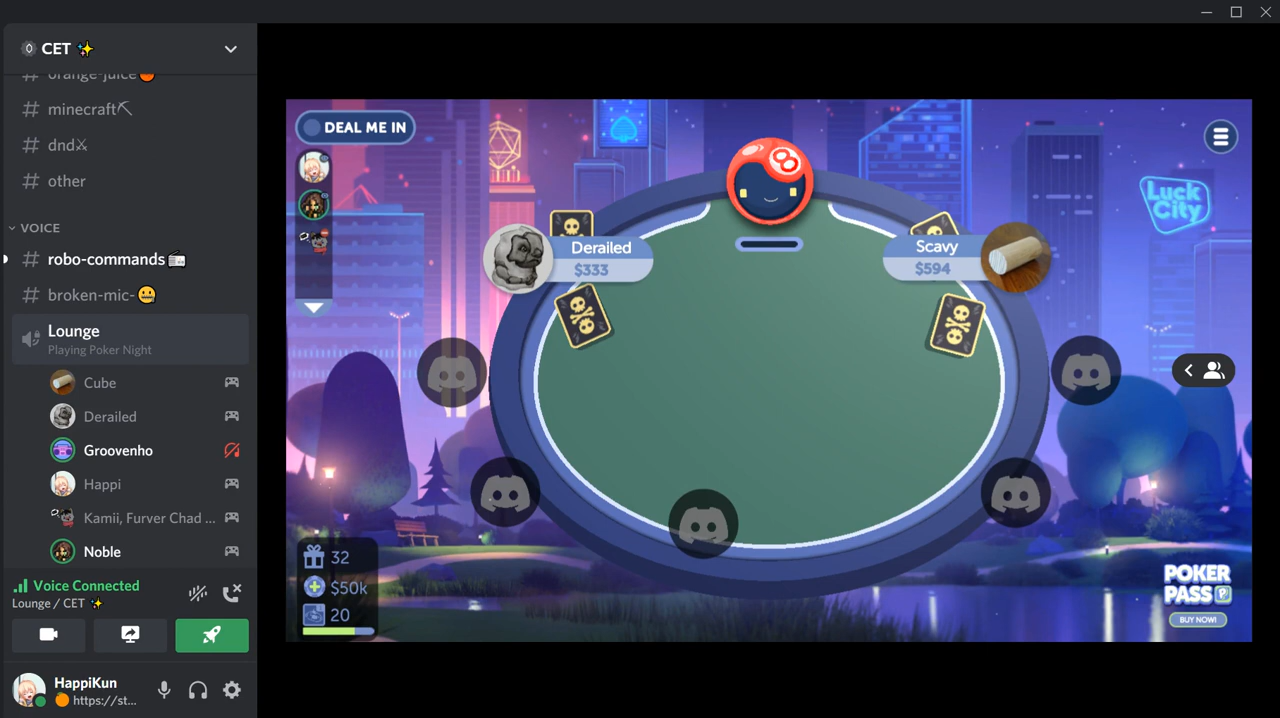 CET ✨
orange-juice🍊
minecraft⛏
dnd⚔
other
VOICE
robo-commands 📻
broken-mic-🤐
Lounge
Playing Poker Night
Cube
Derailed
Groovenho
Happi
Kamii, Furver Chad ...
Noble
Voice Connected
Lounge / CET ✨
HappiKun
🍊 https://st...
DEAL ME IN
8
Luck
City
Derailed
$333
Scavy
$594
32
$50k
20
POKER
PASS P
BUY NOW!